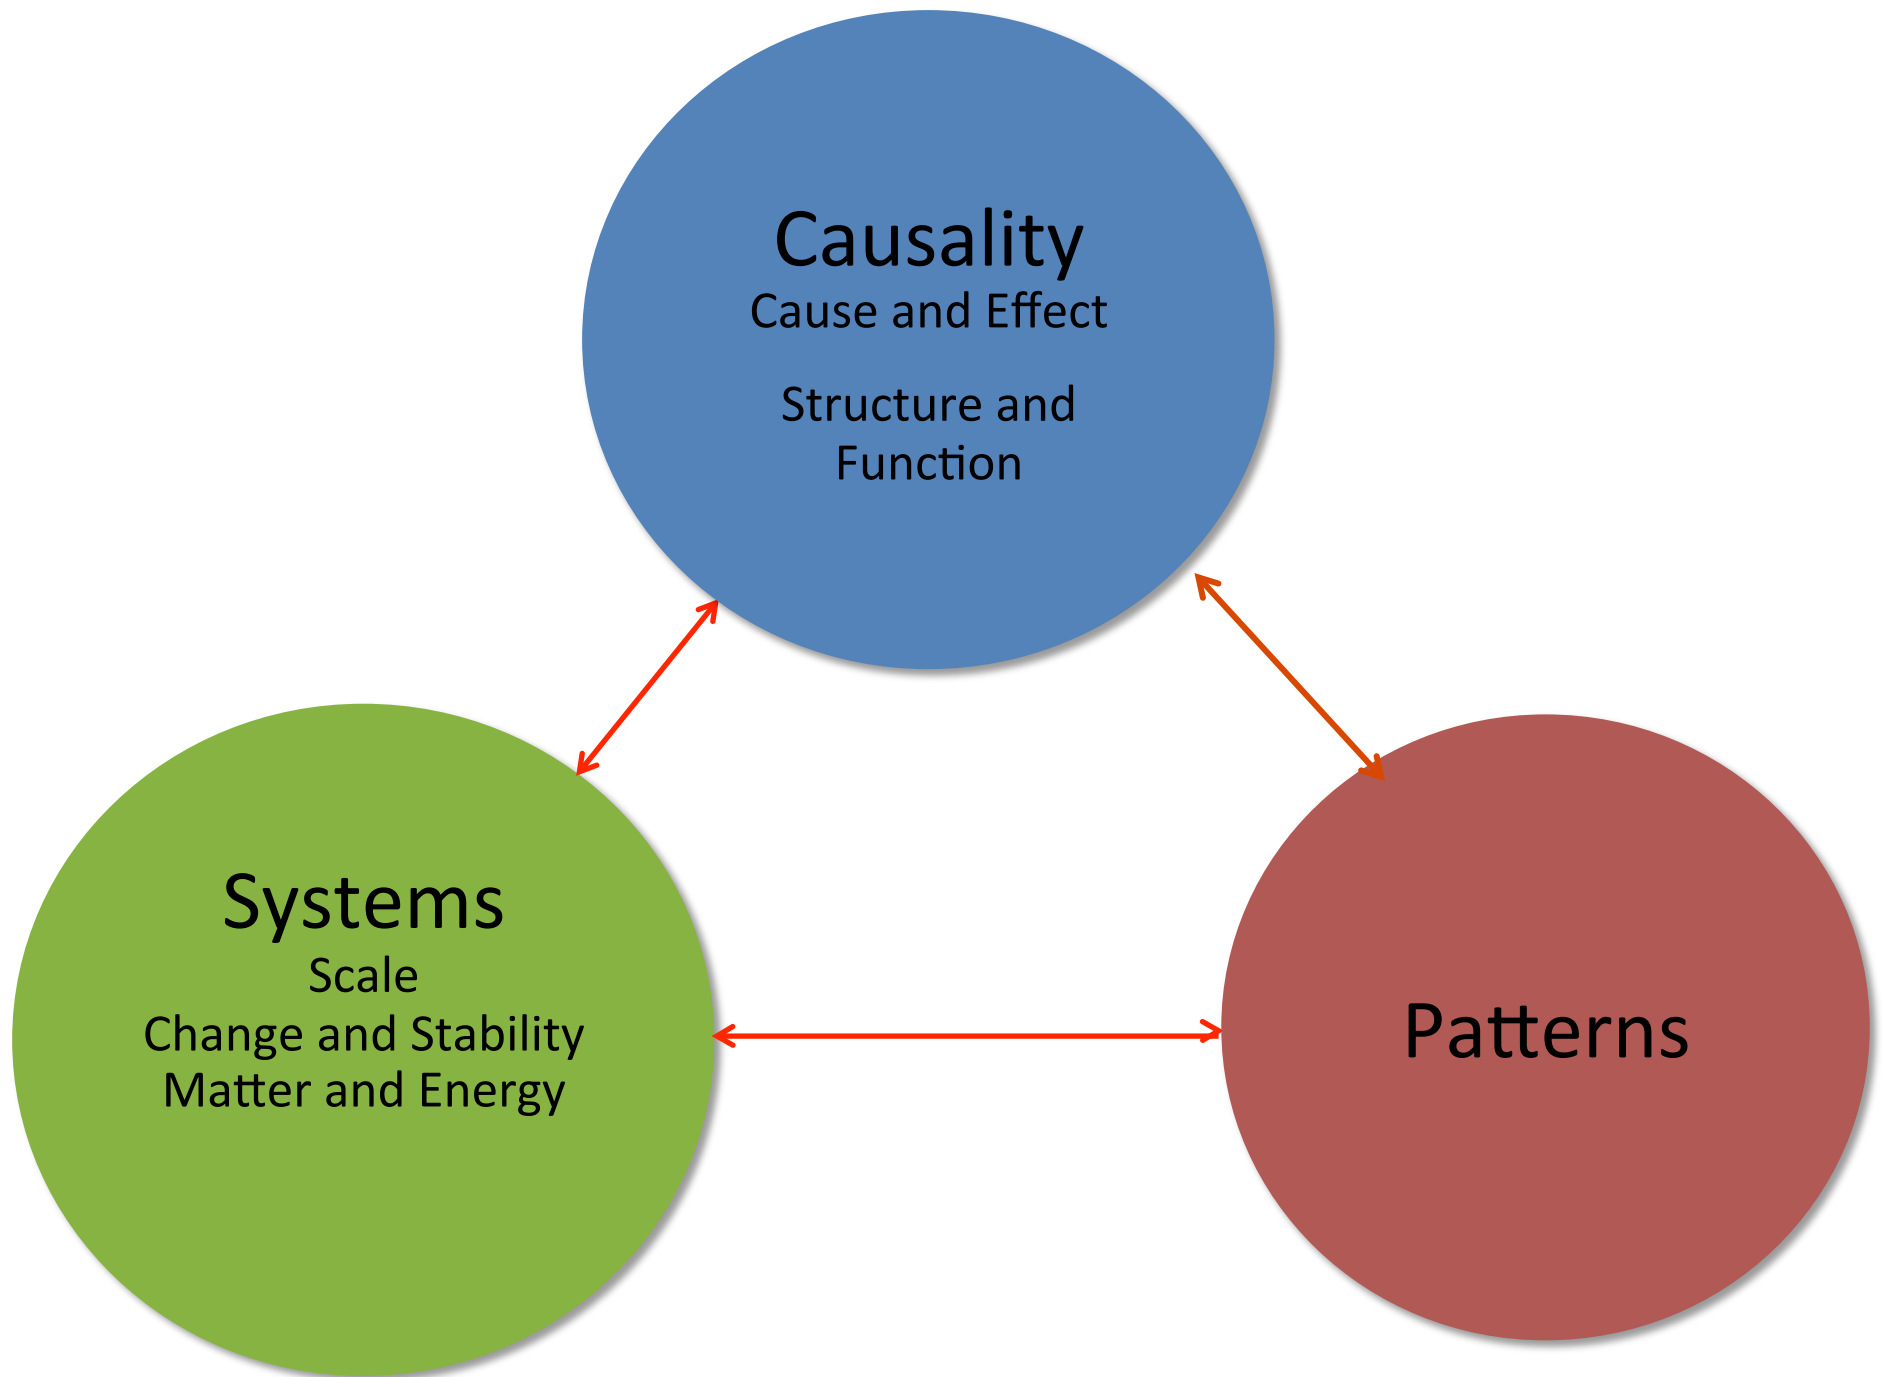 Causality
Cause and Effect
Structure and
Function
Systems
Scale
Change and Stability
Matter and Energy
Patterns